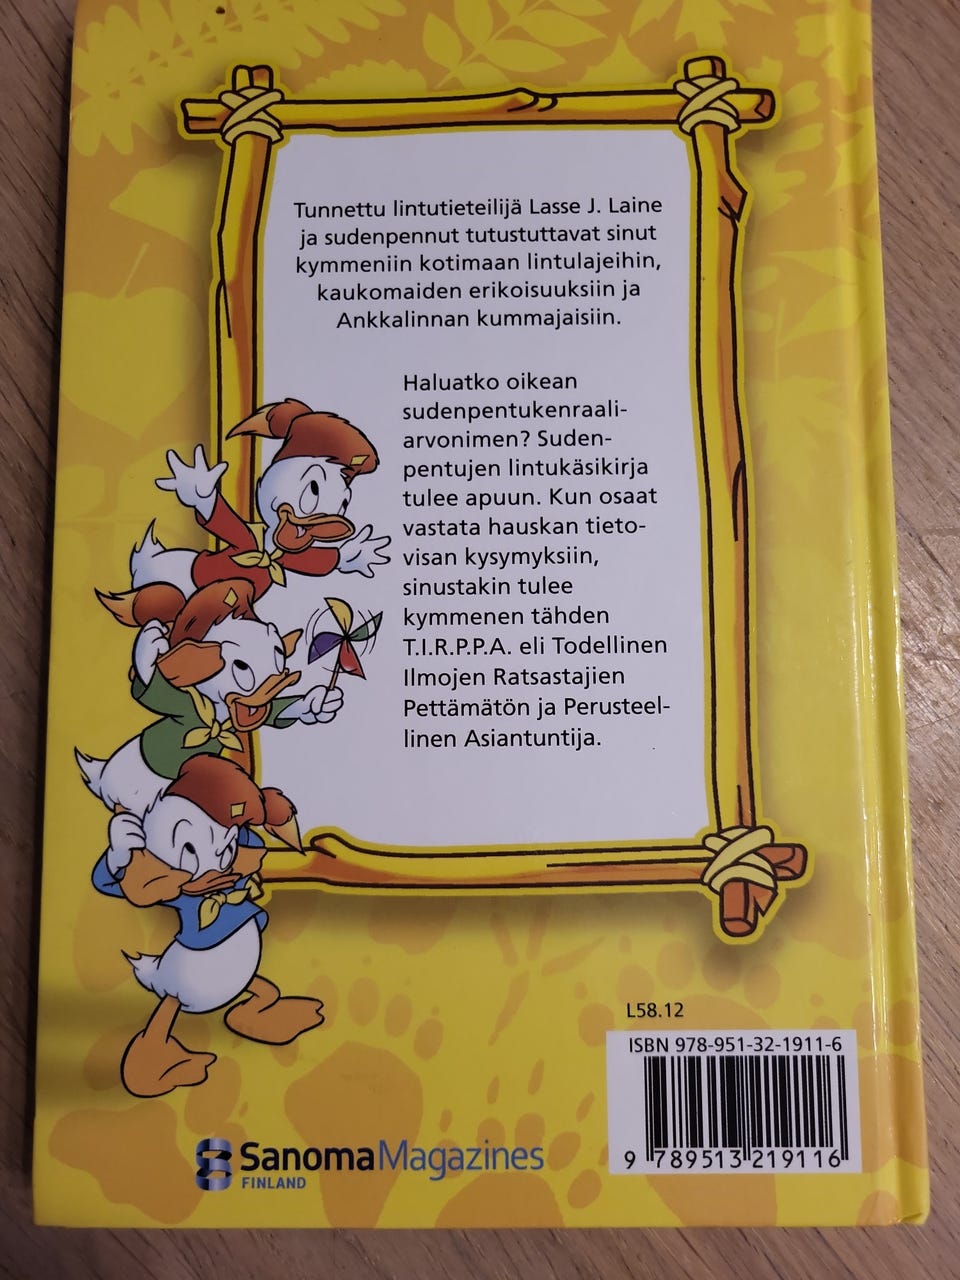 Tunnettu lintutieteilijä Lasse J. Laine
ja sudenpennut tutustuttavat sinut
kymmeniin kotimaan lintulajeihin,
kaukomaiden erikoisuuksiin ja
Ankkalinnan kummajaisiin.
Haluatko oikean
sudenpentukenraali-
arvonimen? Suden-
pentujen lintukäsikirja
tulee apuun. Kun osaat
vastata hauskan tieto-
visan kysymyksiin,
sinustakin tulee
kymmenen tähden
T.I.R.P.P.A. eli Todellinen
Ilmojen Ratsastajien
Pettämätön ja Perusteel-
linen Asiantuntija.
L58.12
ISBN 978-951-32-1911-6
9 789513 219116
SanomaMagazines
FINLAND